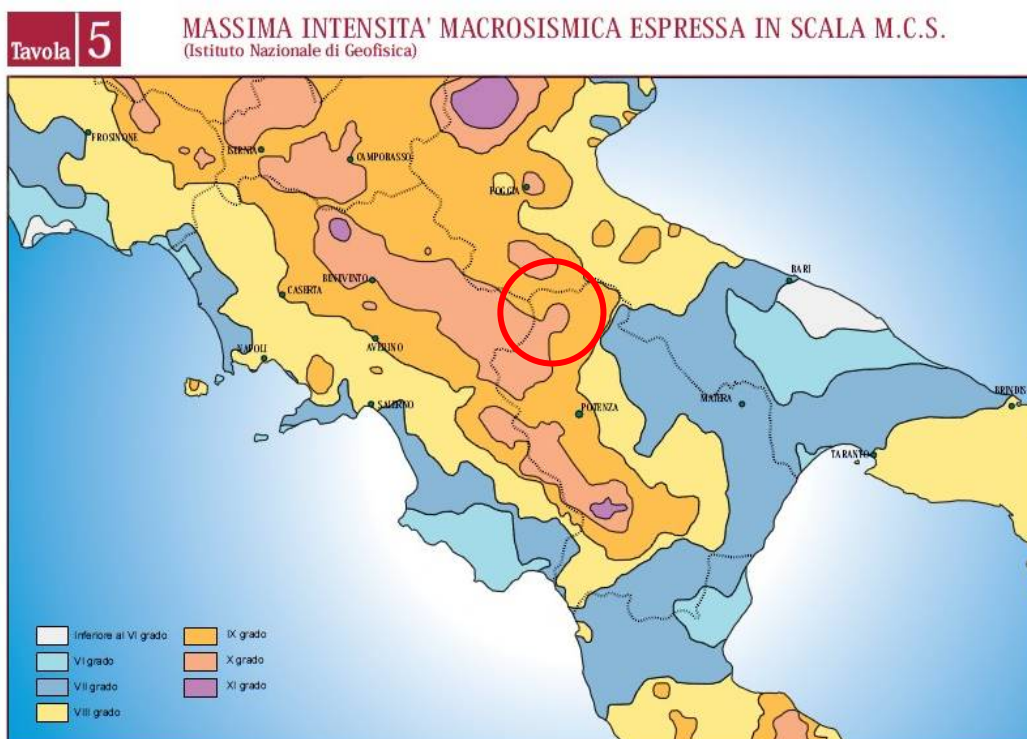 Tavola 5
MASSIMA INTENSITA' MACROSISMICA ESPRESSA IN SCALA M.C.S.
(Istituto Nazionale di Geofisica)
FROSINONE
ISERNIA
CAMPOBASSO
FOGGIA
BARI
BENEVENTO
CASERTA
NAPOLI
AVELLINO
SALERNO
POTENZA
MATERA
BRINDIS
TARANTO
Inferiore al VI grado
VI grado
VII grado
VIII grado
IX grado
X grado
XI grado